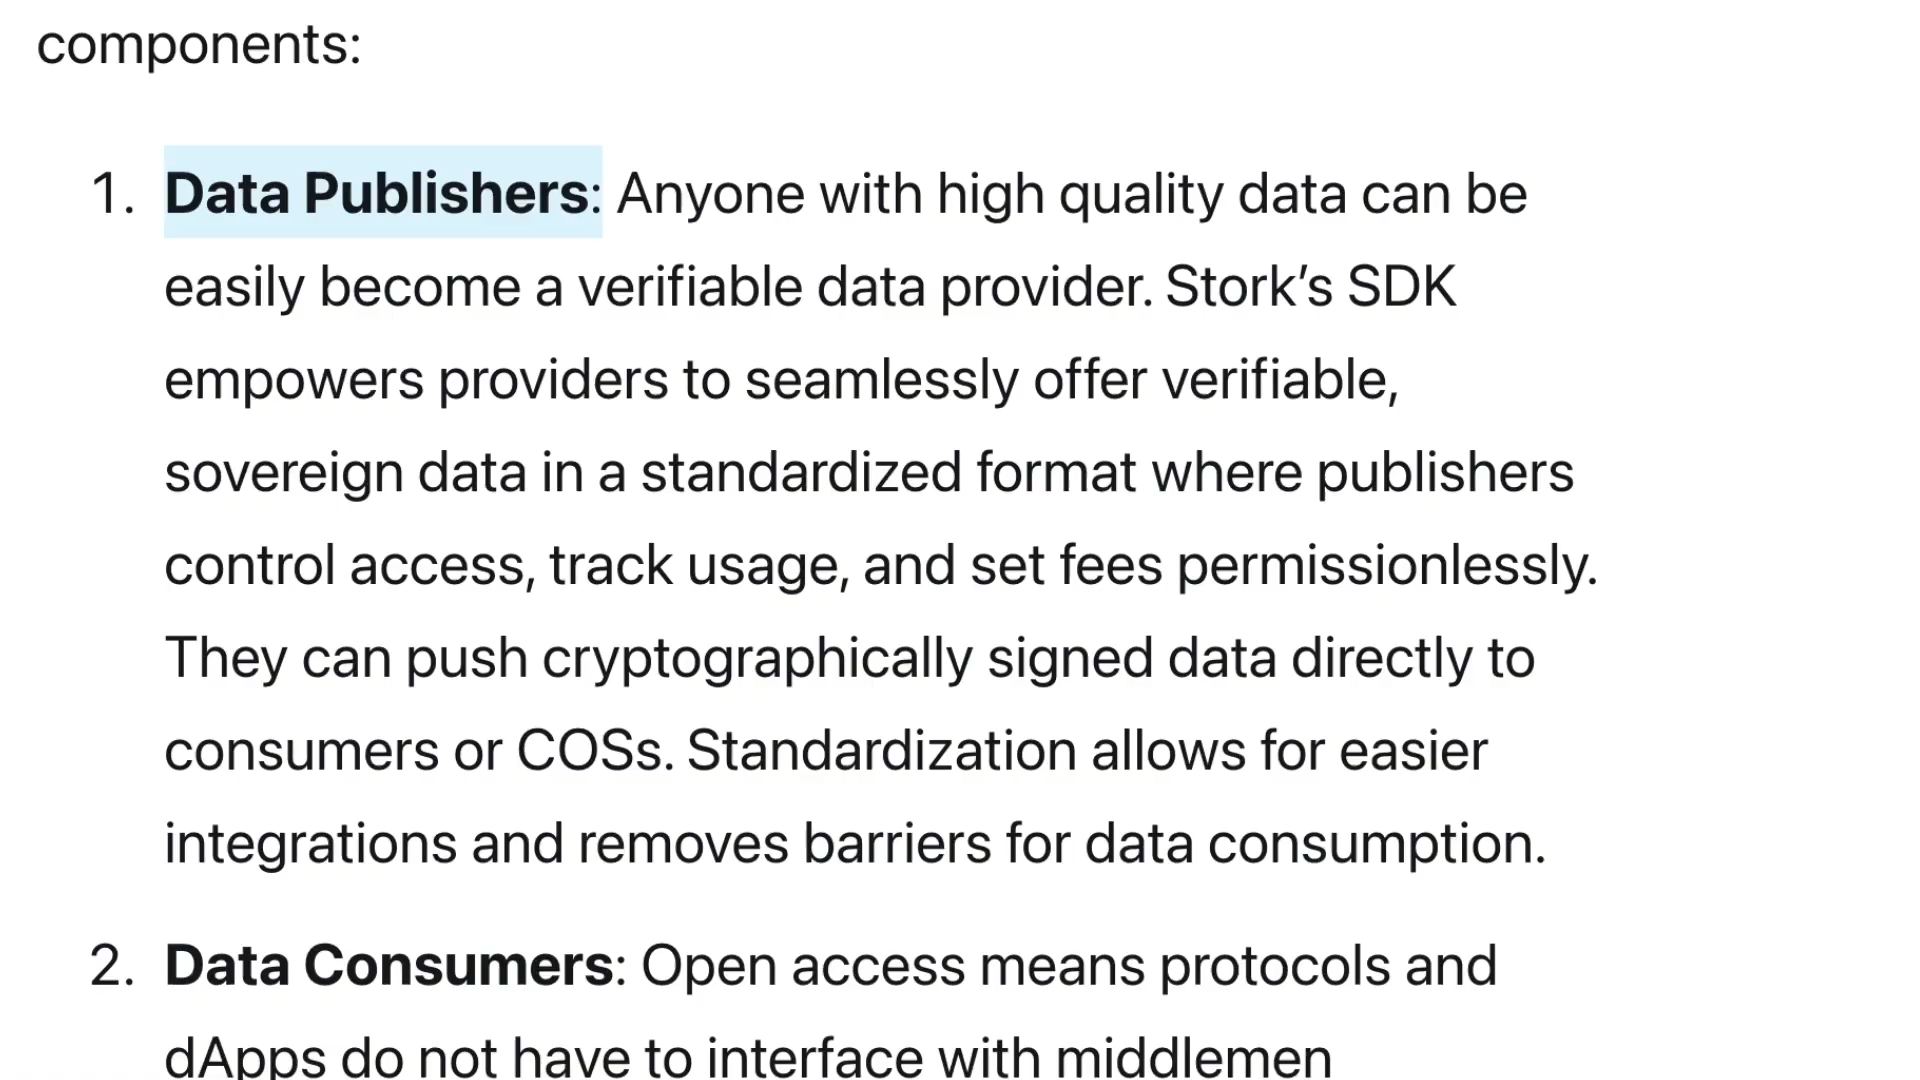 components:
1. Data Publishers: Anyone with high quality data can be
easily become a verifiable data provider. Stork’s SDK
empowers providers to seamlessly offer verifiable,
sovereign data in a standardized format where publishers
control access, track usage, and set fees permissionlessly.
They can push cryptographically signed data directly to
consumers or COSs. Standardization allows for easier
integrations and removes barriers for data consumption.
2. Data Consumers: Open access means protocols and
dApps do not have to interface with middlemen